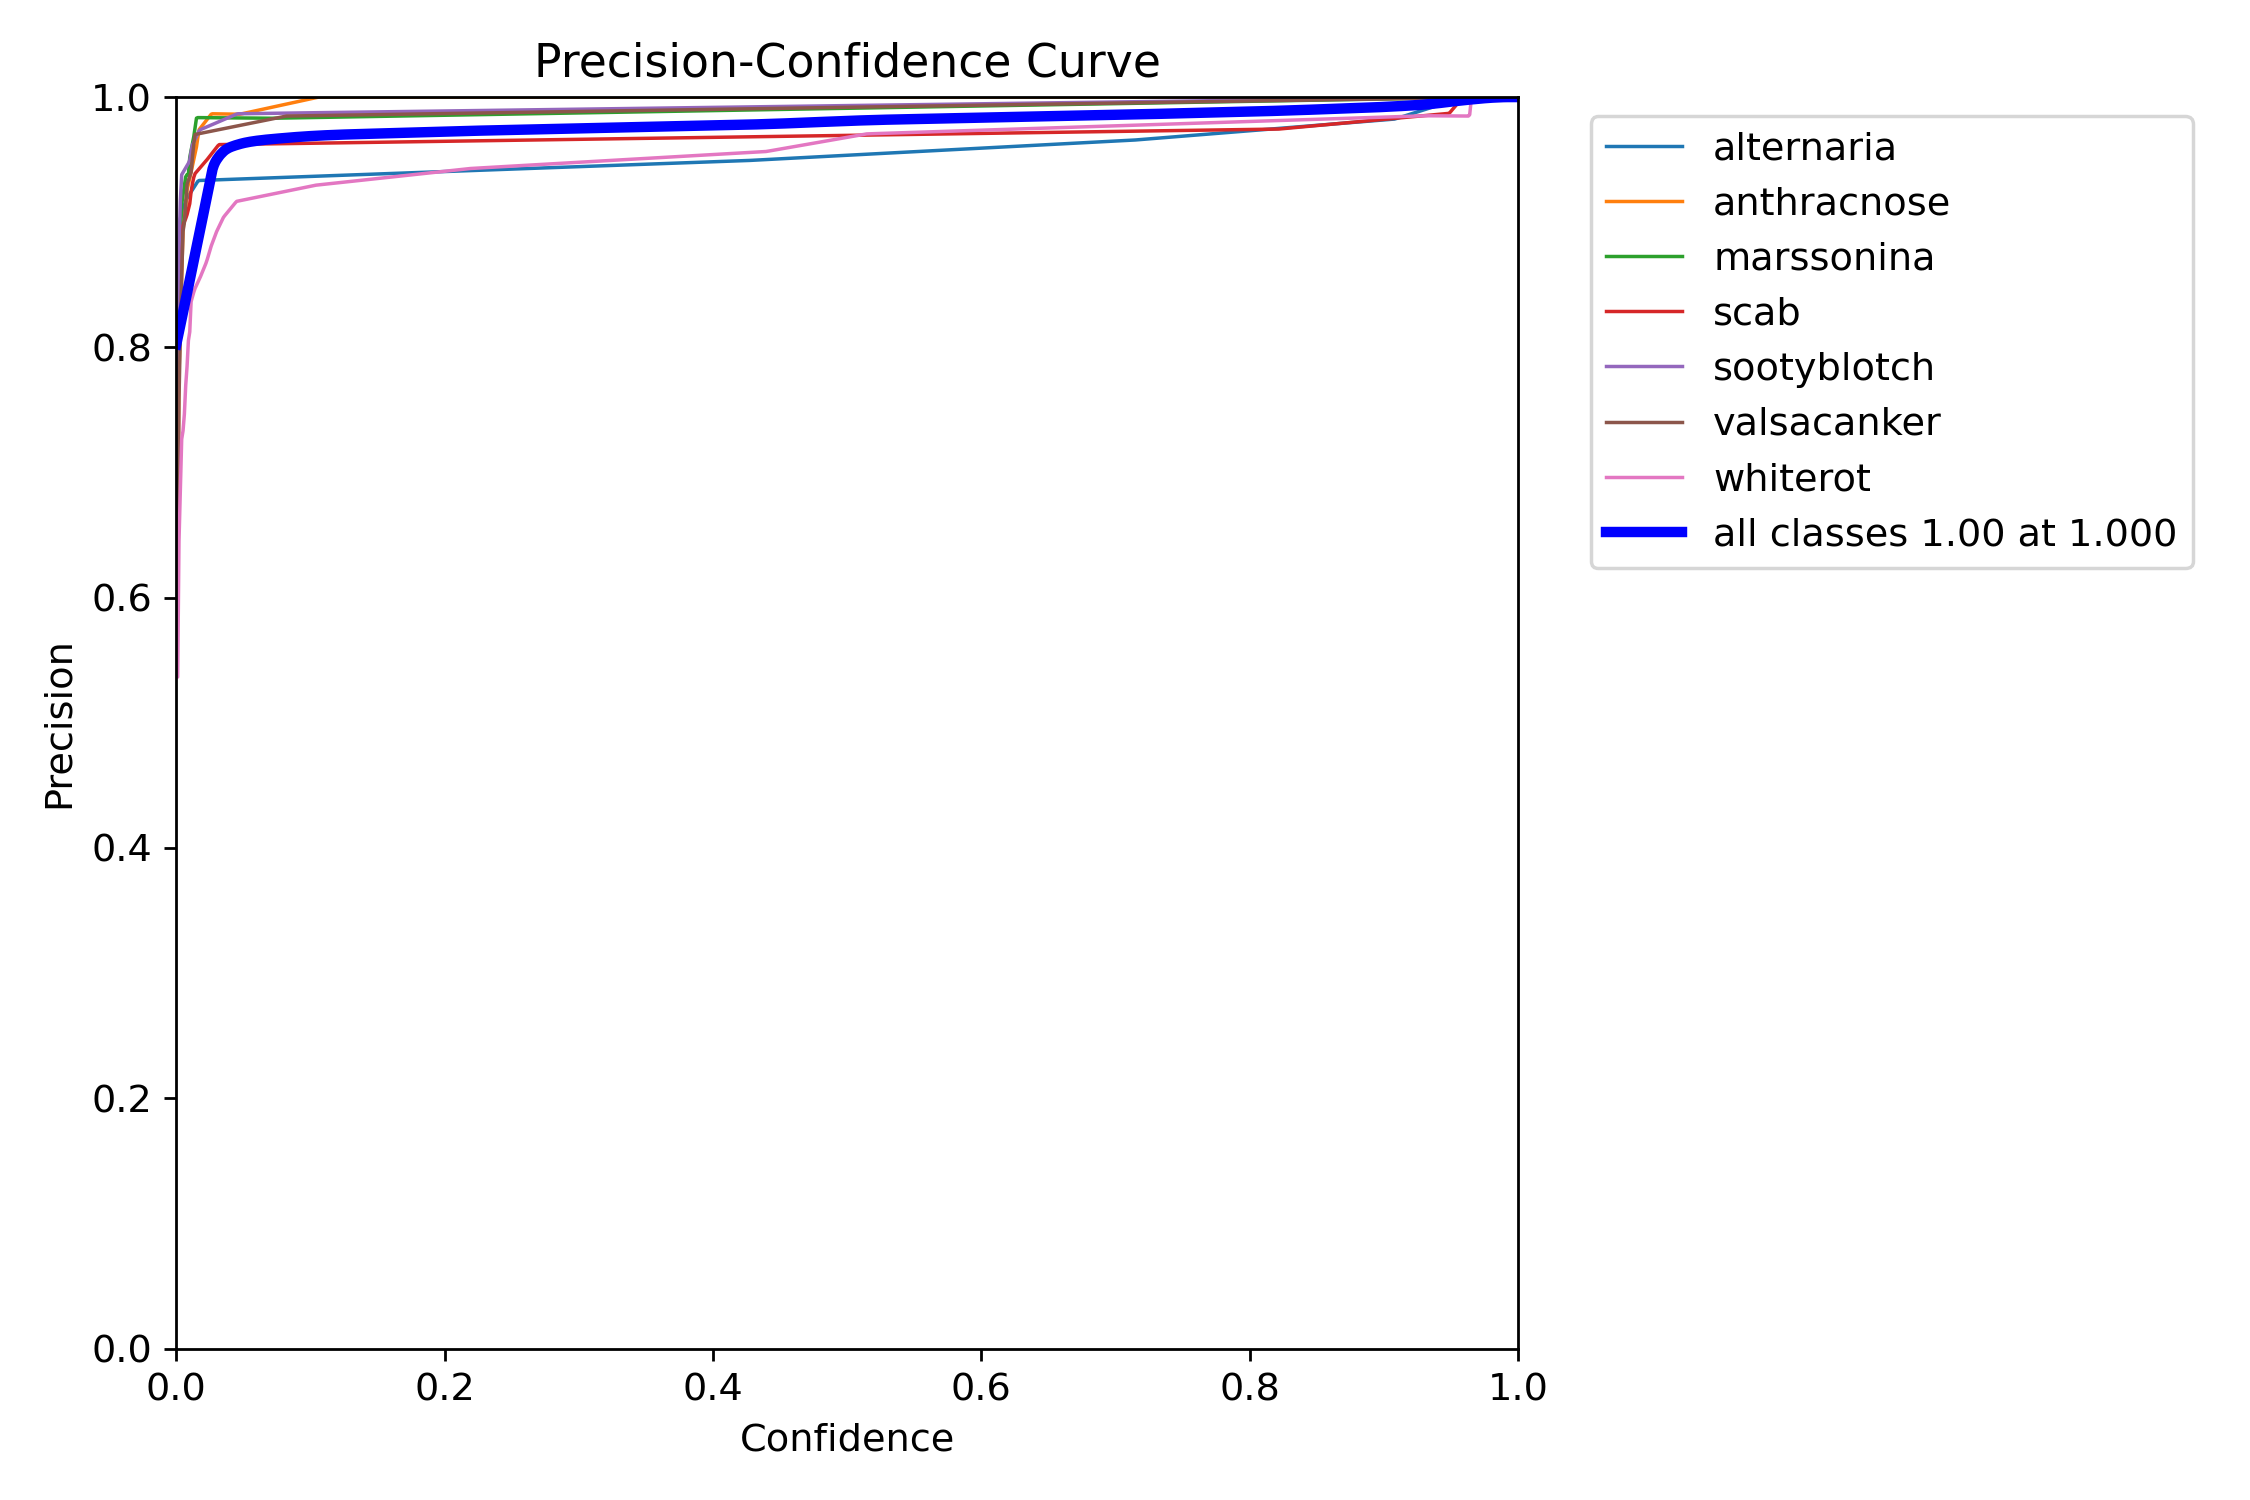 Precision-Confidence Curve
1.0
0.8
0.6
0.4
0.2
0.0
Precision
0.0 0.2 0.4 0.6 0.8 1.0
Confidence
alternaria
anthracnose
marssonina
scab
sootyblotch
valsacanker
whiterot
all classes 1.00 at 1.000